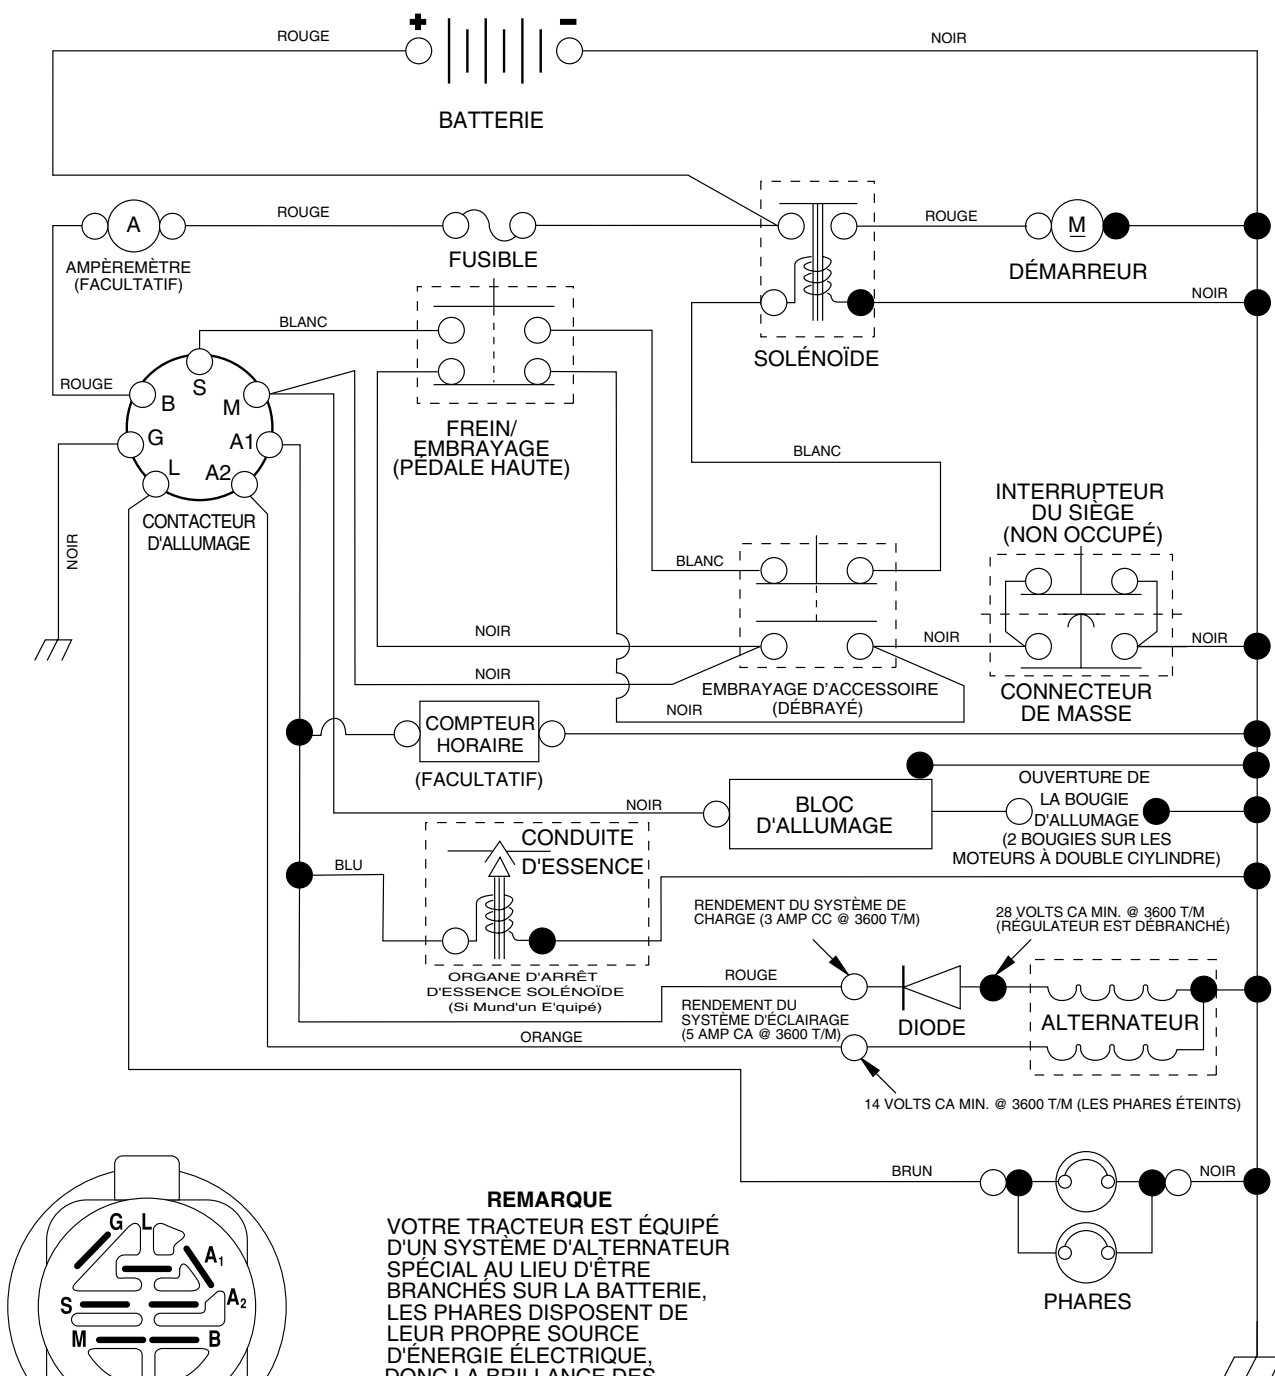 + -
ROUGE
NOIR
BATTERIE
A
ROUGE
ROUGE
M
AMPÈREMÈTRE
(FACULTATIF)
FUSIBLE
DÉMARREUR
NOIR
BLANC
SOLÉNOÏDE
ROUGE
S
B
M
G
A1
L
A2
FREIN/
EMBRAYAGE
(PÉDALE HAUTE)
BLANC
CONTACTEUR
D'ALLUMAGE
NOIR
INTERRUPTEUR
DU SIÈGE
(NON OCCUPÉ)
BLANC
NOIR
NOIR
NOIR
NOIR
EMBRAYAGE D'ACCESSOIRE
(DÉBRAYÉ)
CONNECTEUR
DE MASSE
NOIR
COMPTEUR
HORAIRE
(FACULTATIF)
NOIR
BLOC
D'ALLUMAGE
OUVERTURE DE
LA BOUGIE
D'ALLUMAGE
(2 BOUGIES SUR LES
MOTEURS À DOUBLE CIYLINDRE)
BLU
CONDUITE
D'ESSENCE
RENDEMENT DU SYSTÈME DE
CHARGE (3 AMP CC @ 3600 T/M)
28 VOLTS CA MIN. @ 3600 T/M
(RÉGULATEUR EST DÉBRANCHÉ)
ORGANE D'ARRÊT
D'ESSENCE SOLÉNOÏDE
(Si Mund'un E'quipé)
ROUGE
RENDEMENT DU
SYSTÈME D'ÉCLAIRAGE
(5 AMP CA @ 3600 T/M)
DIODE
ALTERNATEUR
ORANGE
14 VOLTS CA MIN. @ 3600 T/M (LES PHARES ÉTEINTS)
BRUN
NOIR
PHARES
G L
A1
S
A2
M
B
REMARQUE
VOTRE TRACTEUR EST ÉQUIPÉ
D'UN SYSTÈME D'ALTERNATEUR
SPÉCIAL AU LIEU D'ÊTRE
BRANCHÉS SUR LA BATTERIE,
LES PHARES DISPOSENT DE
LEUR PROPRE SOURCE
D'ÉNERGIE ÉLECTRIQUE,
DONC LA BRILLANCE DES